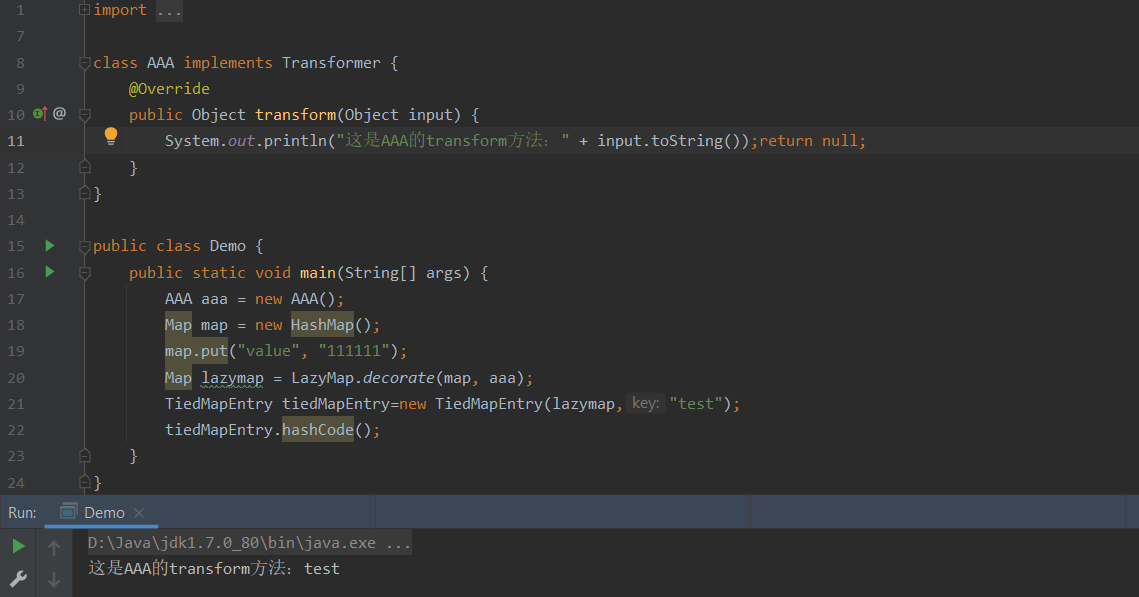 1 import ...
7
8 class AAA implements Transformer {
9 @Override
10 @ public Object transform(Object input) {
11 System.out.println("这是AAA的transform方法：" + input.toString());return null;
12 }
13 }
14
15 public class Demo {
16 public static void main(String[] args) {
17 AAA aaa = new AAA();
18 Map map = new HashMap();
19 map.put("value", "111111");
20 Map lazymap = LazyMap.decorate(map, aaa);
21 TiedMapEntry tiedMapEntry=new TiedMapEntry(lazymap, key: "test");
22 tiedMapEntry.hashCode();
23 }
24 }
Run: Demo ×
D:\Java\jdk1.7.0_80\bin\java.exe ...
这是AAA的transform方法：test